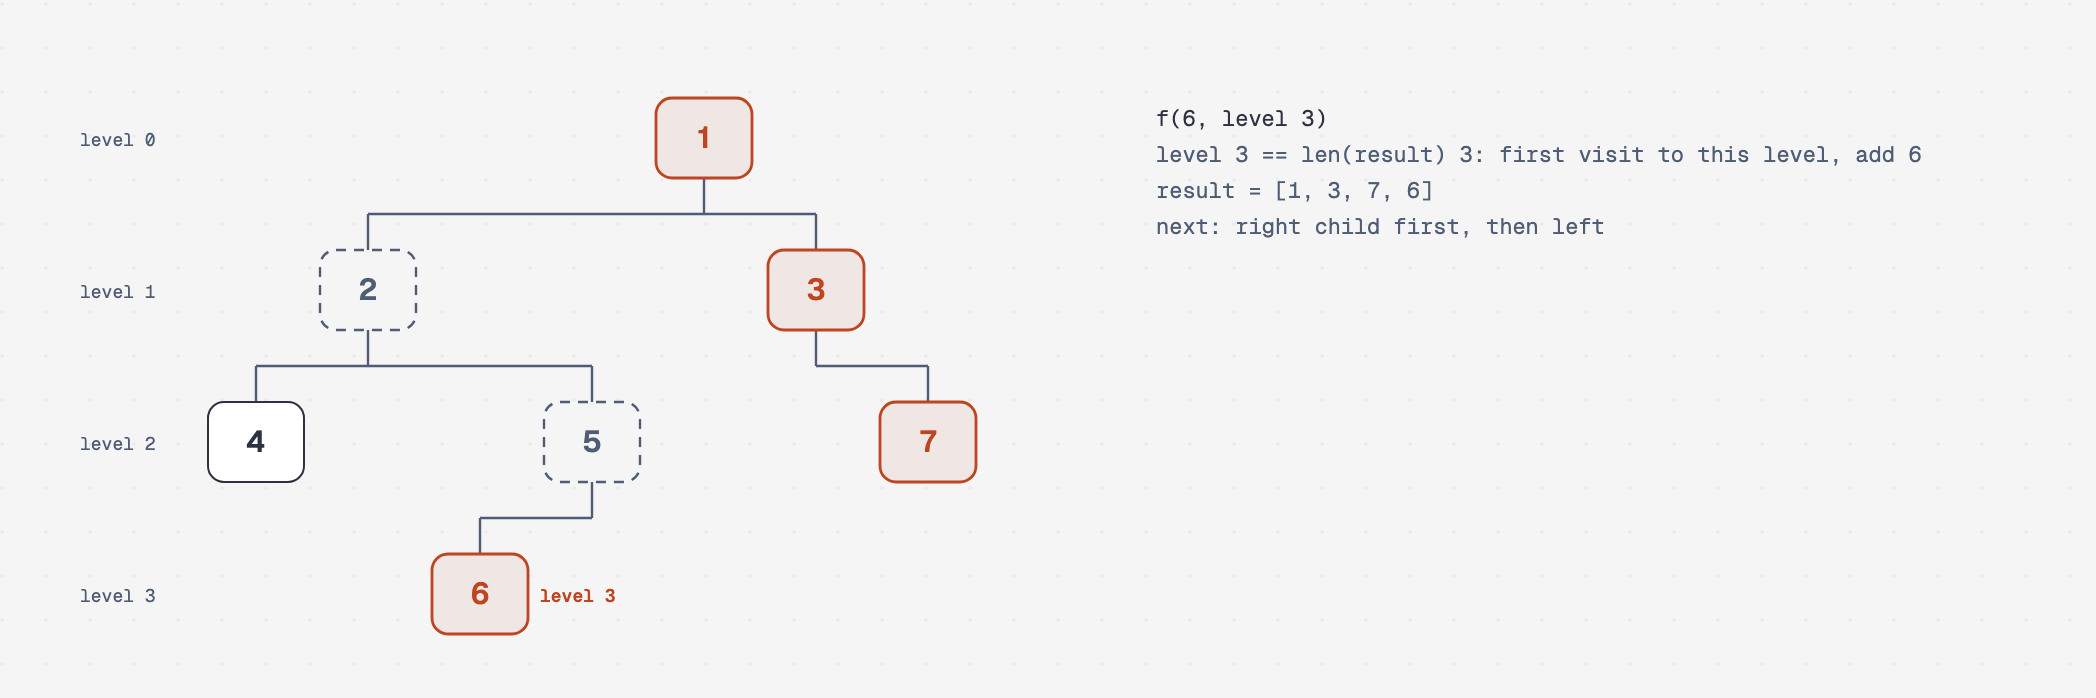 level 0
1
level 1
2
3
level 2
4
5
7
level 3
6
level 3
f(6, level 3)
level 3 == len(result) 3: first visit to this level, add 6
result = [1, 3, 7, 6]
next: right child first, then left